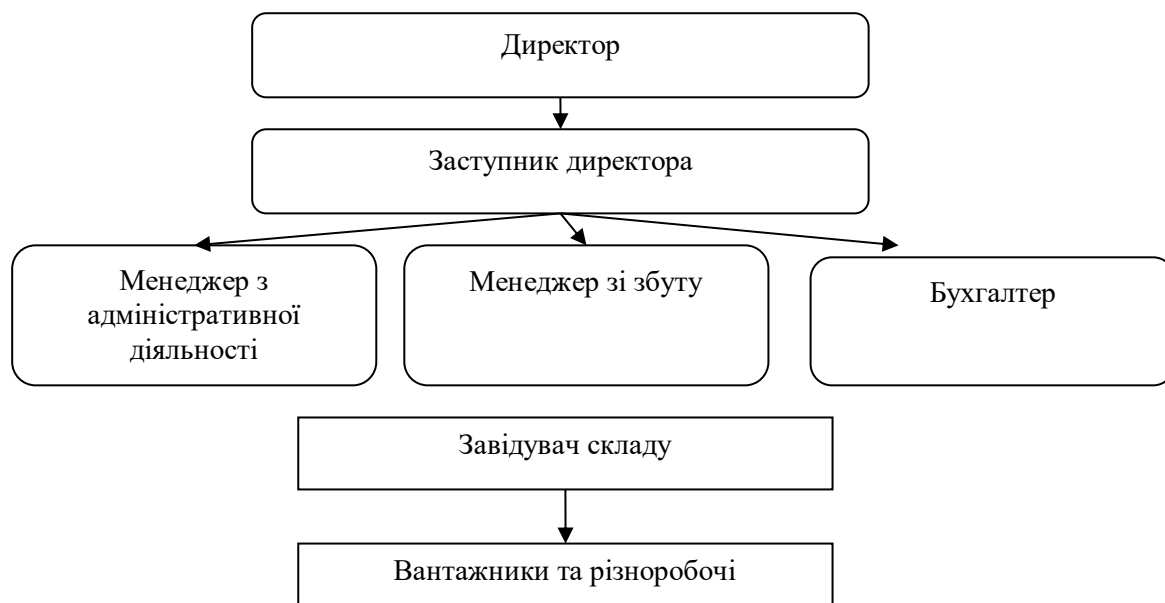 Директор
Заступник директора
Менеджер з
адміністративної
діяльності
Менеджер зі збуту
Бухгалтер
Завідувач складу
Вантажники та різноробочі